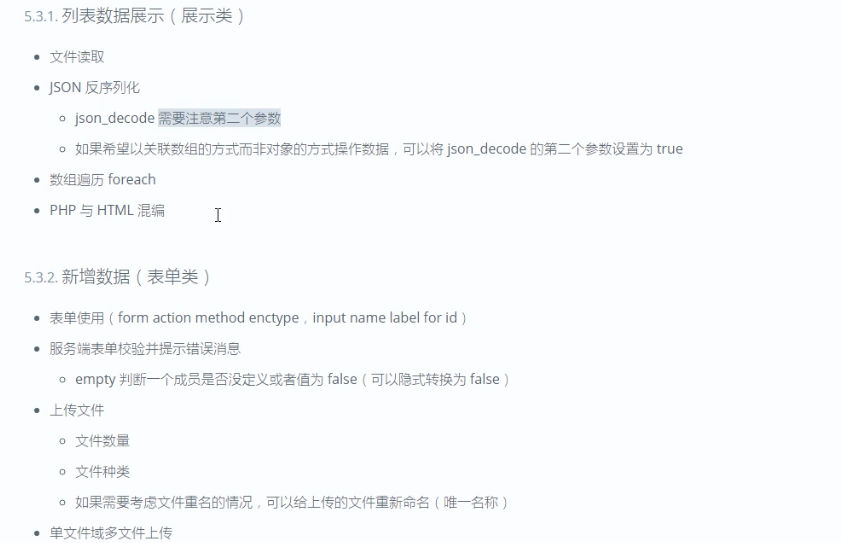 5.3.1. 列表数据展示（展示类）
文件读取
JSON 反序列化
json_decode 需要注意第二个参数
如果希望以关联数组的方式而非对象的方式操作数据，可以将 json_decode 的第二个参数设置为 true
数组遍历 foreach
PHP 与 HTML 混编
5.3.2. 新增数据（表单类）
表单使用（form action method enctype，input name label for id）
服务端表单校验并提示错误消息
empty 判断一个成员是否没定义或者值为 false（可以隐式转换为 false）
上传文件
文件数量
文件种类
如果需要考虑文件重名的情况，可以给上传的文件重新命名（唯一名称）
单文件域多文件上传